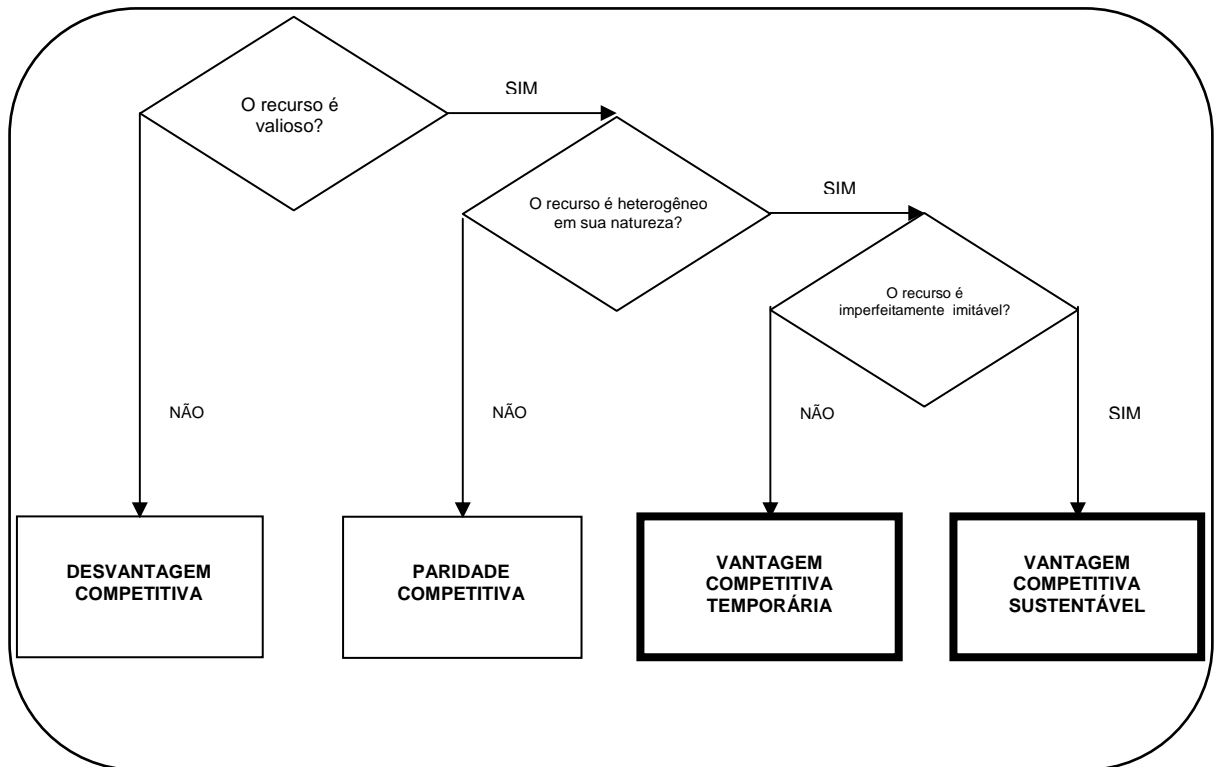 O recurso é
valioso?
SIM
O recurso é heterogêneo
em sua natureza?
SIM
O recurso é
imperfeitamente imitável?
NÃO
NÃO
NÃO
SIM
DESVANTAGEM
COMPETITIVA
PARIDADE
COMPETITIVA
VANTAGEM
COMPETITIVA
TEMPORÁRIA
VANTAGEM
COMPETITIVA
SUSTENTÁVEL